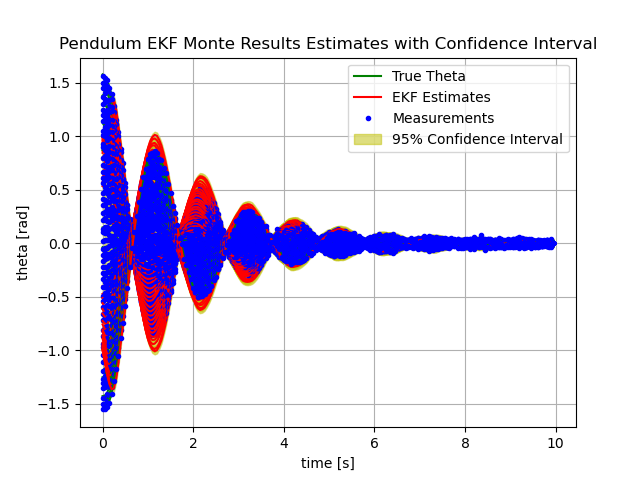 Pendulum EKF Monte Results Estimates with Confidence Interval
True Theta
EKF Estimates
Measurements
95% Confidence Interval
theta [rad]
1.5
1.0
0.5
0.0
−0.5
−1.0
−1.5
0
2
4
6
8
10
time [s]